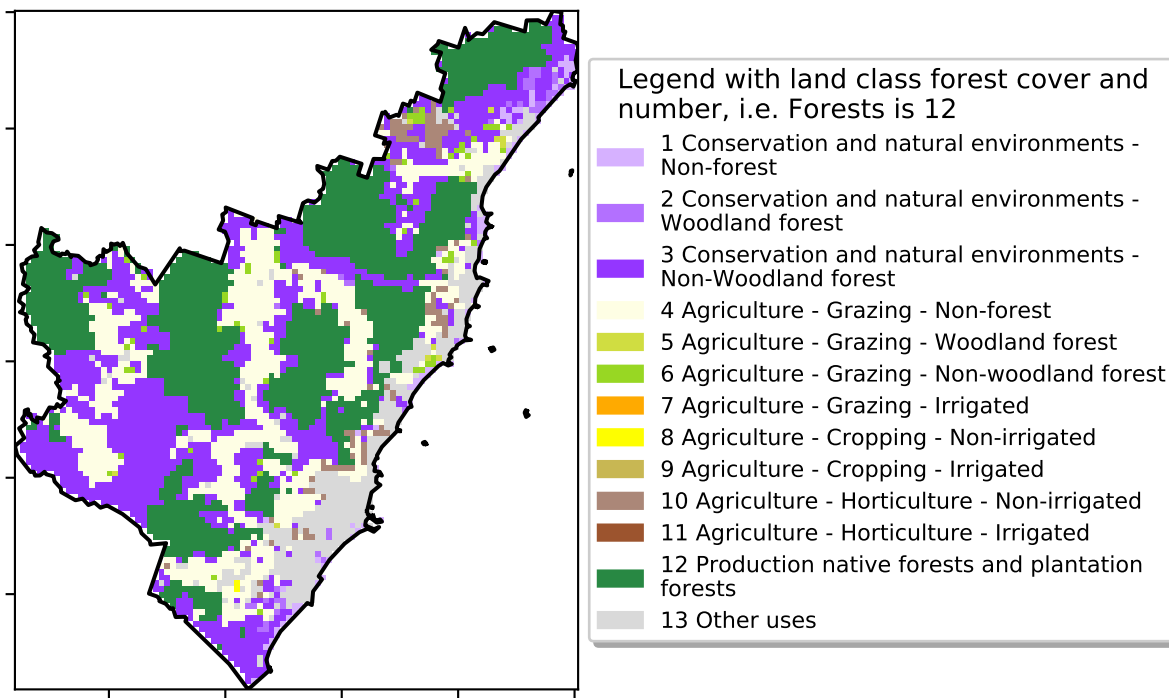 Legend with land class forest cover and
number, i.e. Forests is 12
1 Conservation and natural environments -
Non-forest
2 Conservation and natural environments -
Woodland forest
3 Conservation and natural environments -
Non-Woodland forest
4 Agriculture - Grazing - Non-forest
5 Agriculture - Grazing - Woodland forest
6 Agriculture - Grazing - Non-woodland forest
7 Agriculture - Grazing - Irrigated
8 Agriculture - Cropping - Non-irrigated
9 Agriculture - Cropping - Irrigated
10 Agriculture - Horticulture - Non-irrigated
11 Agriculture - Horticulture - Irrigated
12 Production native forests and plantation
forests
13 Other uses